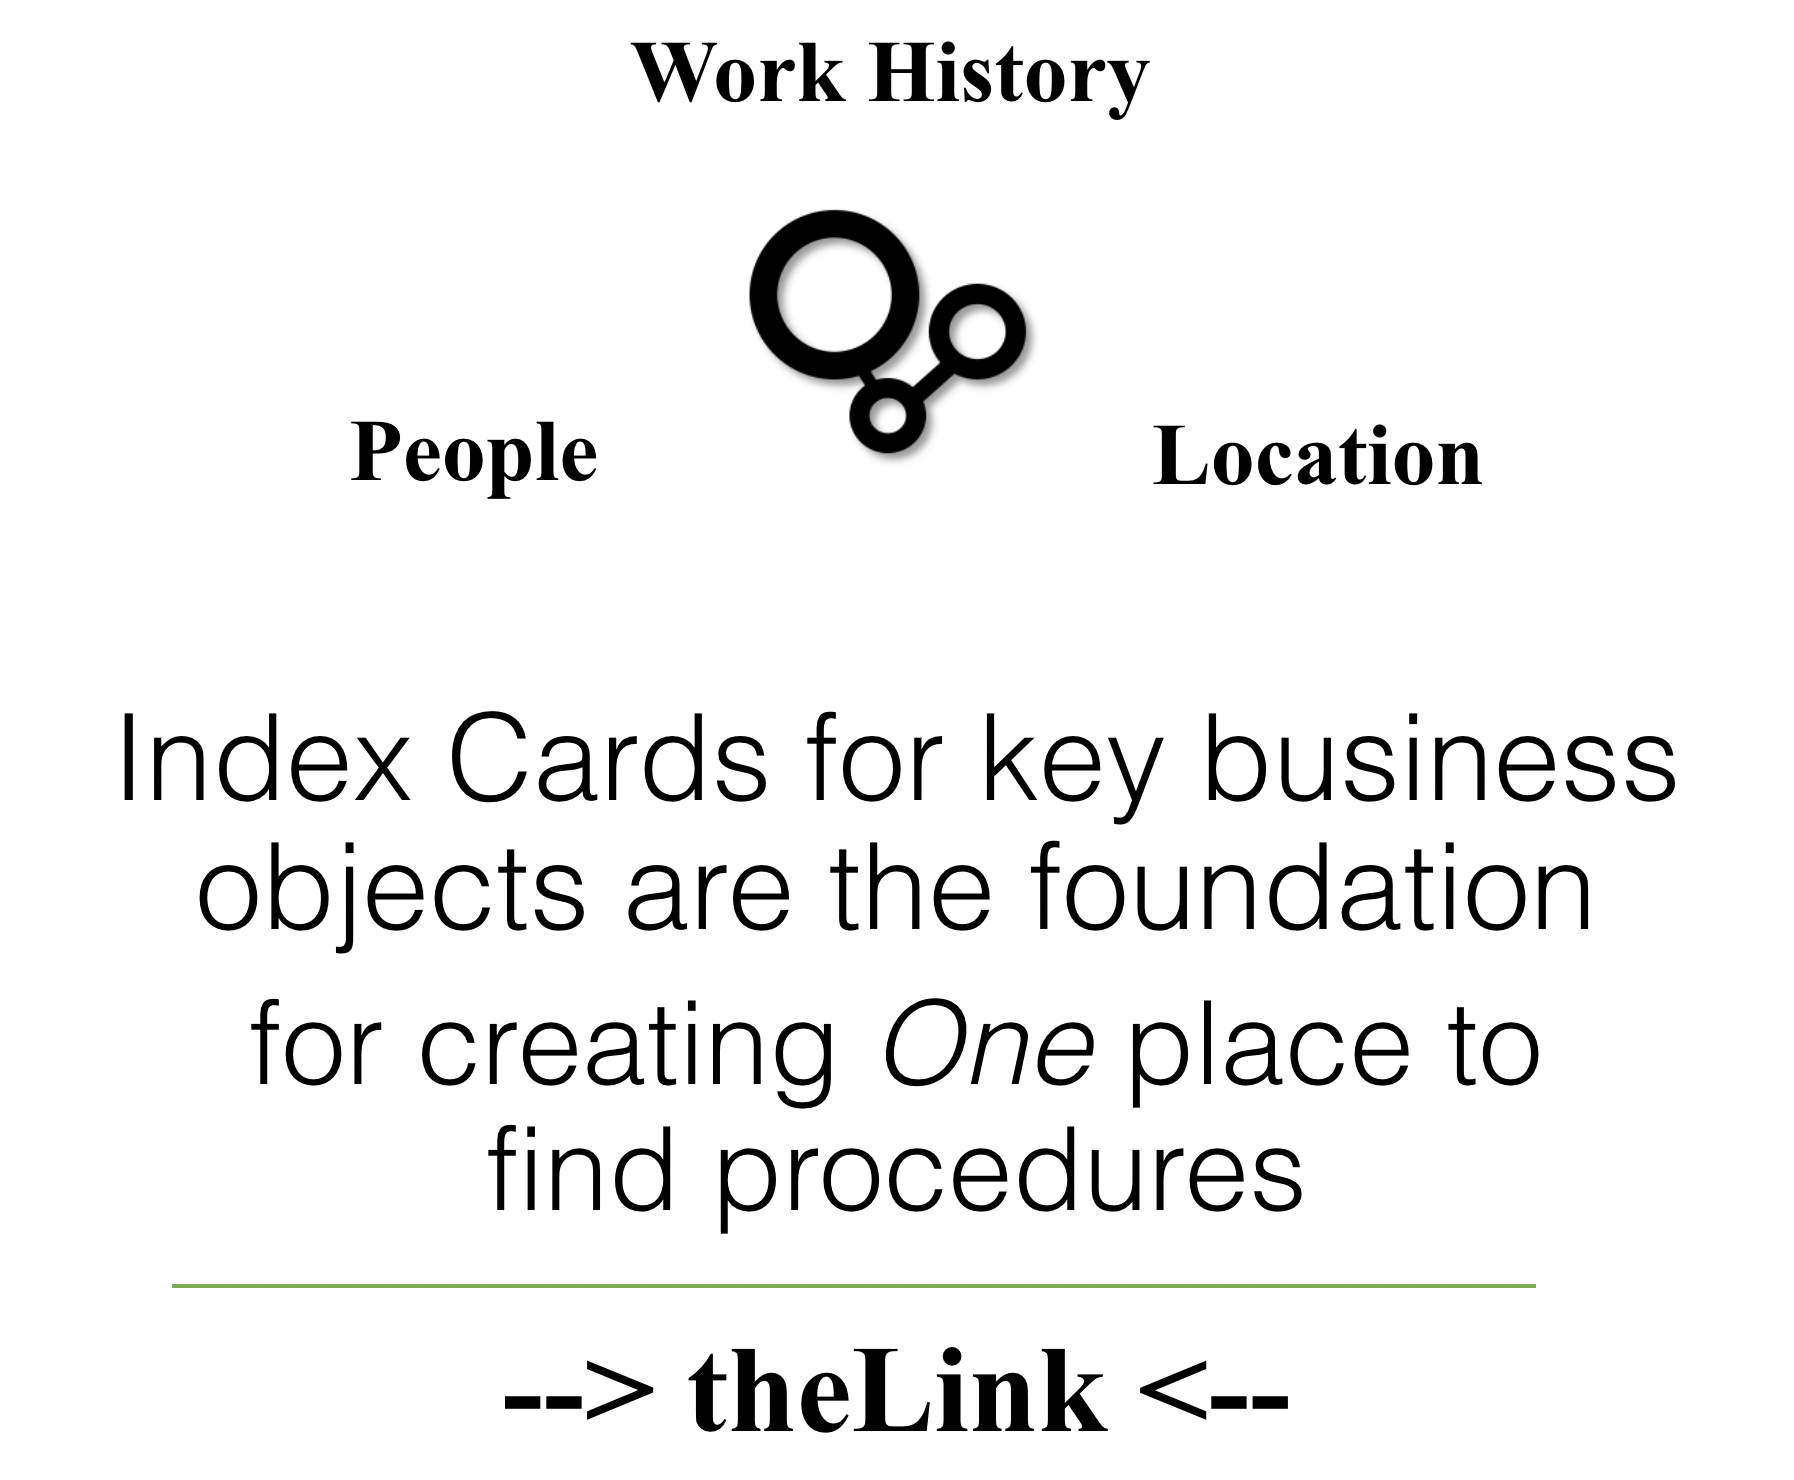 Work History
People
Location
Index Cards for key business
objects are the foundation
for creating One place to
find procedures
--> theLink <--